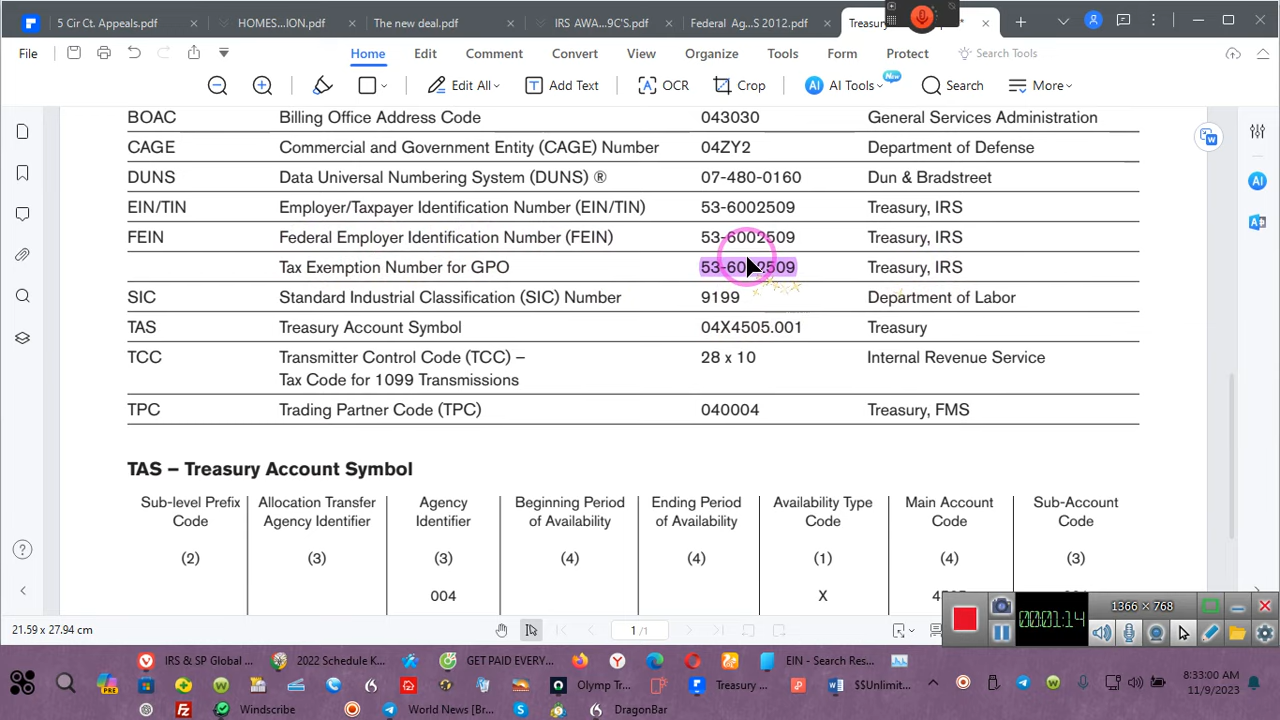 5 Cir Ct. Appeals.pdf × HOMES...ION.pdf × The new deal.pdf × IRS AWA...9C'S.pdf × Federal Ag...S 2012.pdf × Treasury × +
File Home Edit Comment Convert View Organize Tools Form Protect Search Tools
Edit All Add Text OCR Crop AI AI Tools New Search More
BOAC Billing Office Address Code 043030 General Services Administration
CAGE Commercial and Government Entity (CAGE) Number 04ZY2 Department of Defense
DUNS Data Universal Numbering System (DUNS) ® 07-480-0160 Dun & Bradstreet
EIN/TIN Employer/Taxpayer Identification Number (EIN/TIN) 53-6002509 Treasury, IRS
FEIN Federal Employer Identification Number (FEIN) 53-6002509 Treasury, IRS
Tax Exemption Number for GPO 53-6002509 Treasury, IRS
SIC Standard Industrial Classification (SIC) Number 9199 Department of Labor
TAS Treasury Account Symbol 04X4505.001 Treasury
TCC Transmitter Control Code (TCC) – 28 x 10 Internal Revenue Service
Tax Code for 1099 Transmissions
TPC Trading Partner Code (TPC) 040004 Treasury, FMS
TAS – Treasury Account Symbol
Sub-level Prefix Allocation Transfer Agency Beginning Period Ending Period Availability Type Main Account Sub-Account
Code Agency Identifier Identifier of Availability of Availability Code Code Code
(2) (3) (3) (4) (4) (1) (4) (3)
004 X
1366 × 768
00:01:14
21.59 x 27.94 cm 1 /1
IRS & SP Global ... 2022 Schedule K... GET PAID EVERY... EIN - Search Res...
PRE Olymp Tr... Treasury ... $$Unlimit...
Windscribe World News [Br... DragonBar
8:33:00 AM
11/9/2023